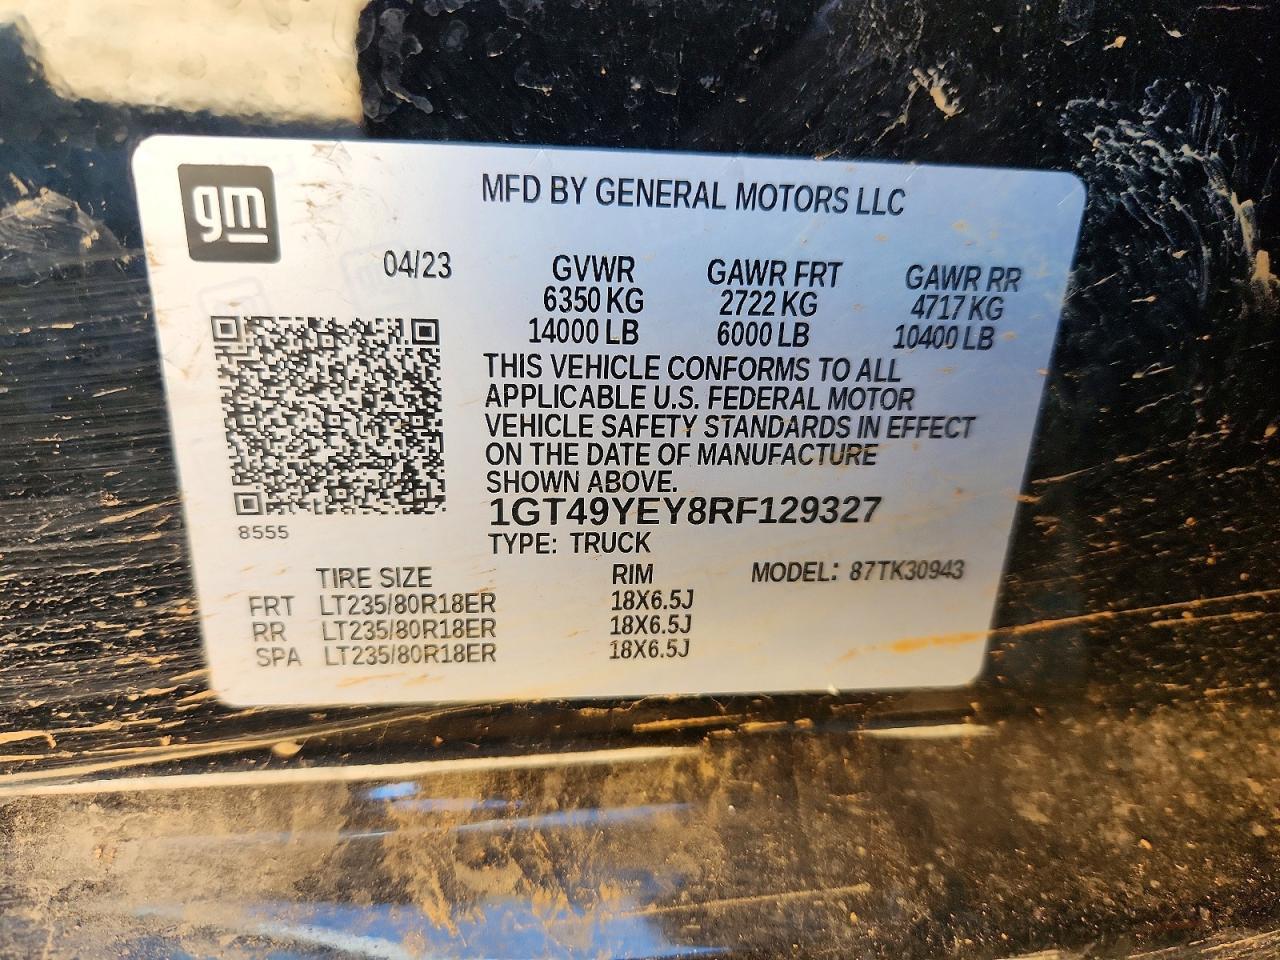 gm
MFD BY GENERAL MOTORS LLC
04/23
GVWR GAWR FRT GAWR RR
6350 KG 2722 KG 4717 KG
14000 LB 6000 LB 10400 LB
THIS VEHICLE CONFORMS TO ALL
APPLICABLE U.S. FEDERAL MOTOR
VEHICLE SAFETY STANDARDS IN EFFECT
ON THE DATE OF MANUFACTURE
SHOWN ABOVE.
1GT49YEY8RF129327
8555
TYPE: TRUCK
TIRE SIZE RIM MODEL: 87TK30943
FRT LT235/80R18ER 18X6.5J
RR LT235/80R18ER 18X6.5J
SPA LT235/80R18ER 18X6.5J